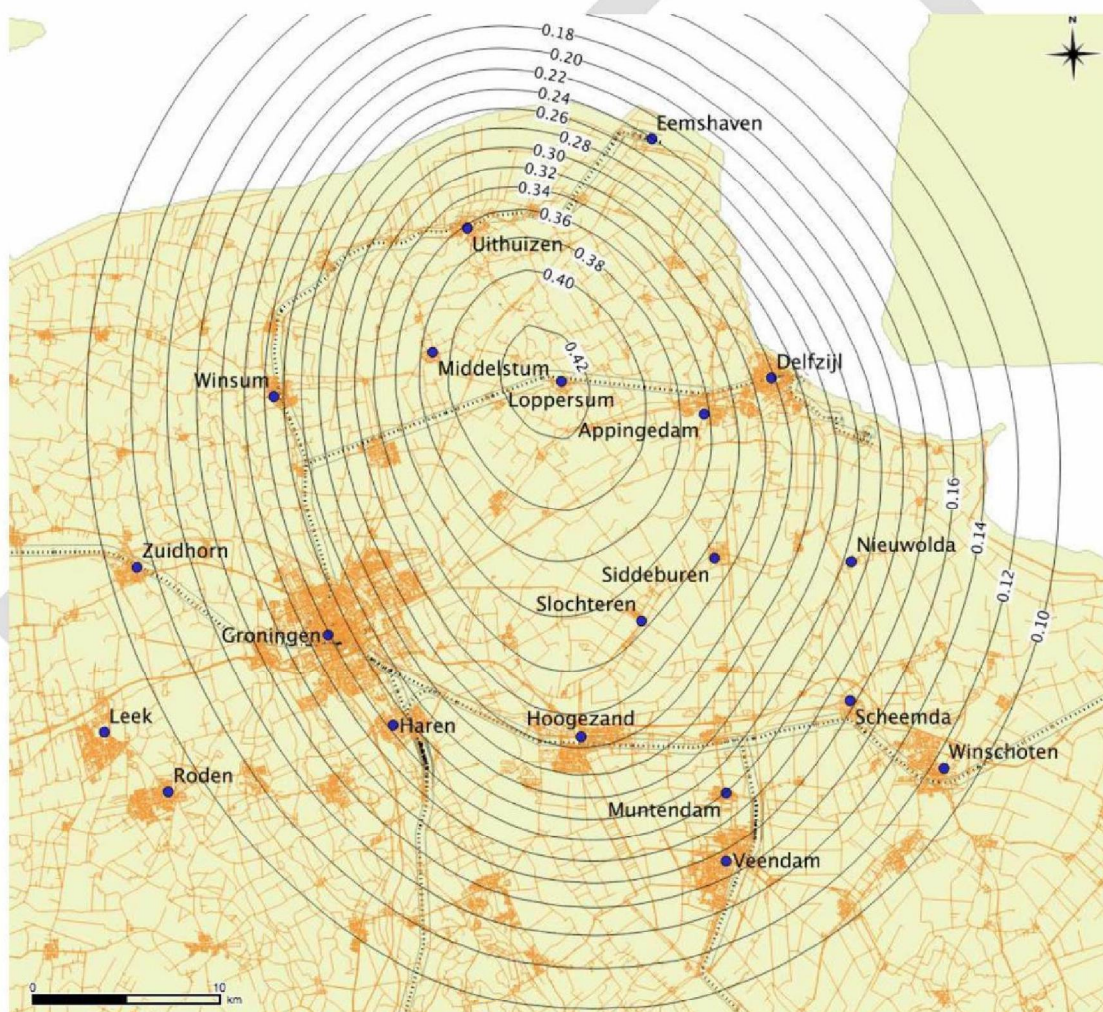 0.18
N
0.20
0.22
0.24
0.26
Eemshaven
0.28
0.30
0.32
0.34
0.36
Uithuizen
0.38
0.40
0.42
Middelstum
Delfzijl
Winsum
Loppersum
Appingedam
0.16
0.14
Zuidhorn
Nieuwolda
Siddeburen
0.12
Slochteren
0.10
Groningen
Leek
Haren
Hoogezand
Scheemda
Winschoten
Roden
Muntendam
Veendam
0 10
km